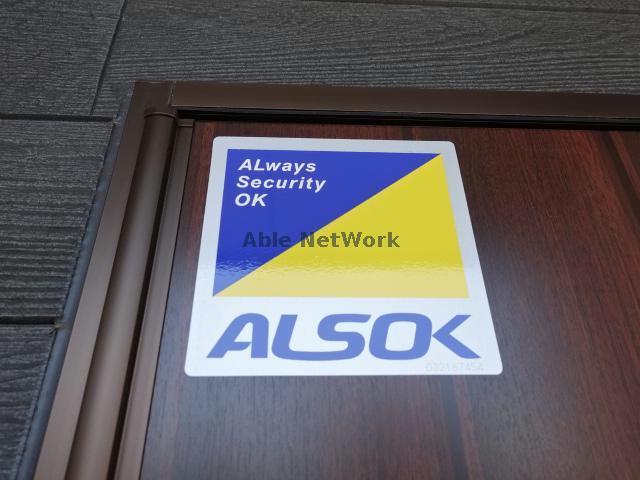 ALways
Security
OK
Able NetWork
ALSOK